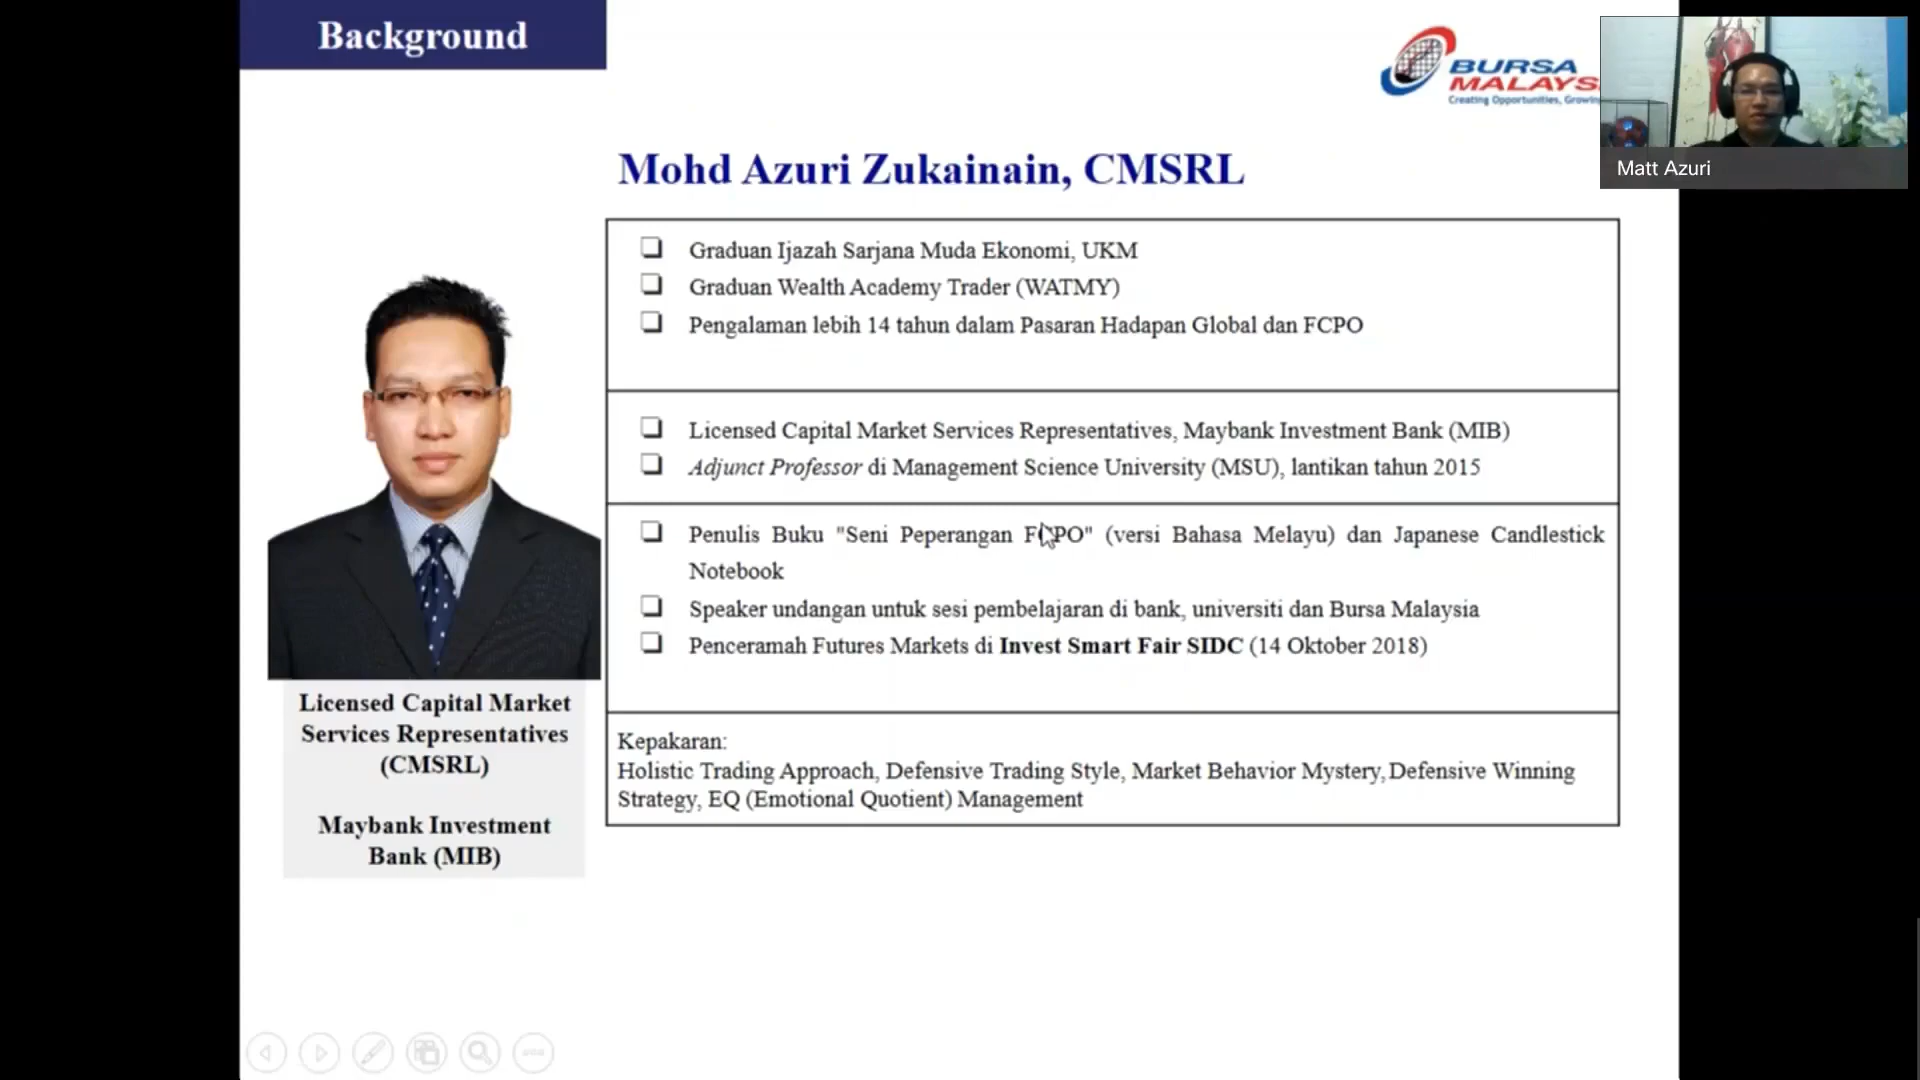 Background
BURSA
MALAYS
Creating Opportunities, Growin
Matt Azuri
Mohd Azuri Zukainain, CMSRL
Graduan Ijazah Sarjana Muda Ekonomi, UKM
Graduan Wealth Academy Trader (WATMY)
Pengalaman lebih 14 tahun dalam Pasaran Hadapan Global dan FCPO
Licensed Capital Market Services Representatives, Maybank Investment Bank (MIB)
Adjunct Professor di Management Science University (MSU), lantikan tahun 2015
Penulis Buku "Seni Peperangan FCPO" (versi Bahasa Melayu) dan Japanese Candlestick
Notebook
Speaker undangan untuk sesi pembelajaran di bank, universiti dan Bursa Malaysia
Penceramah Futures Markets di Invest Smart Fair SIDC (14 Oktober 2018)
Kepakaran:
Holistic Trading Approach, Defensive Trading Style, Market Behavior Mystery, Defensive Winning
Strategy, EQ (Emotional Quotient) Management
Licensed Capital Market
Services Representatives
(CMSRL)
Maybank Investment
Bank (MIB)